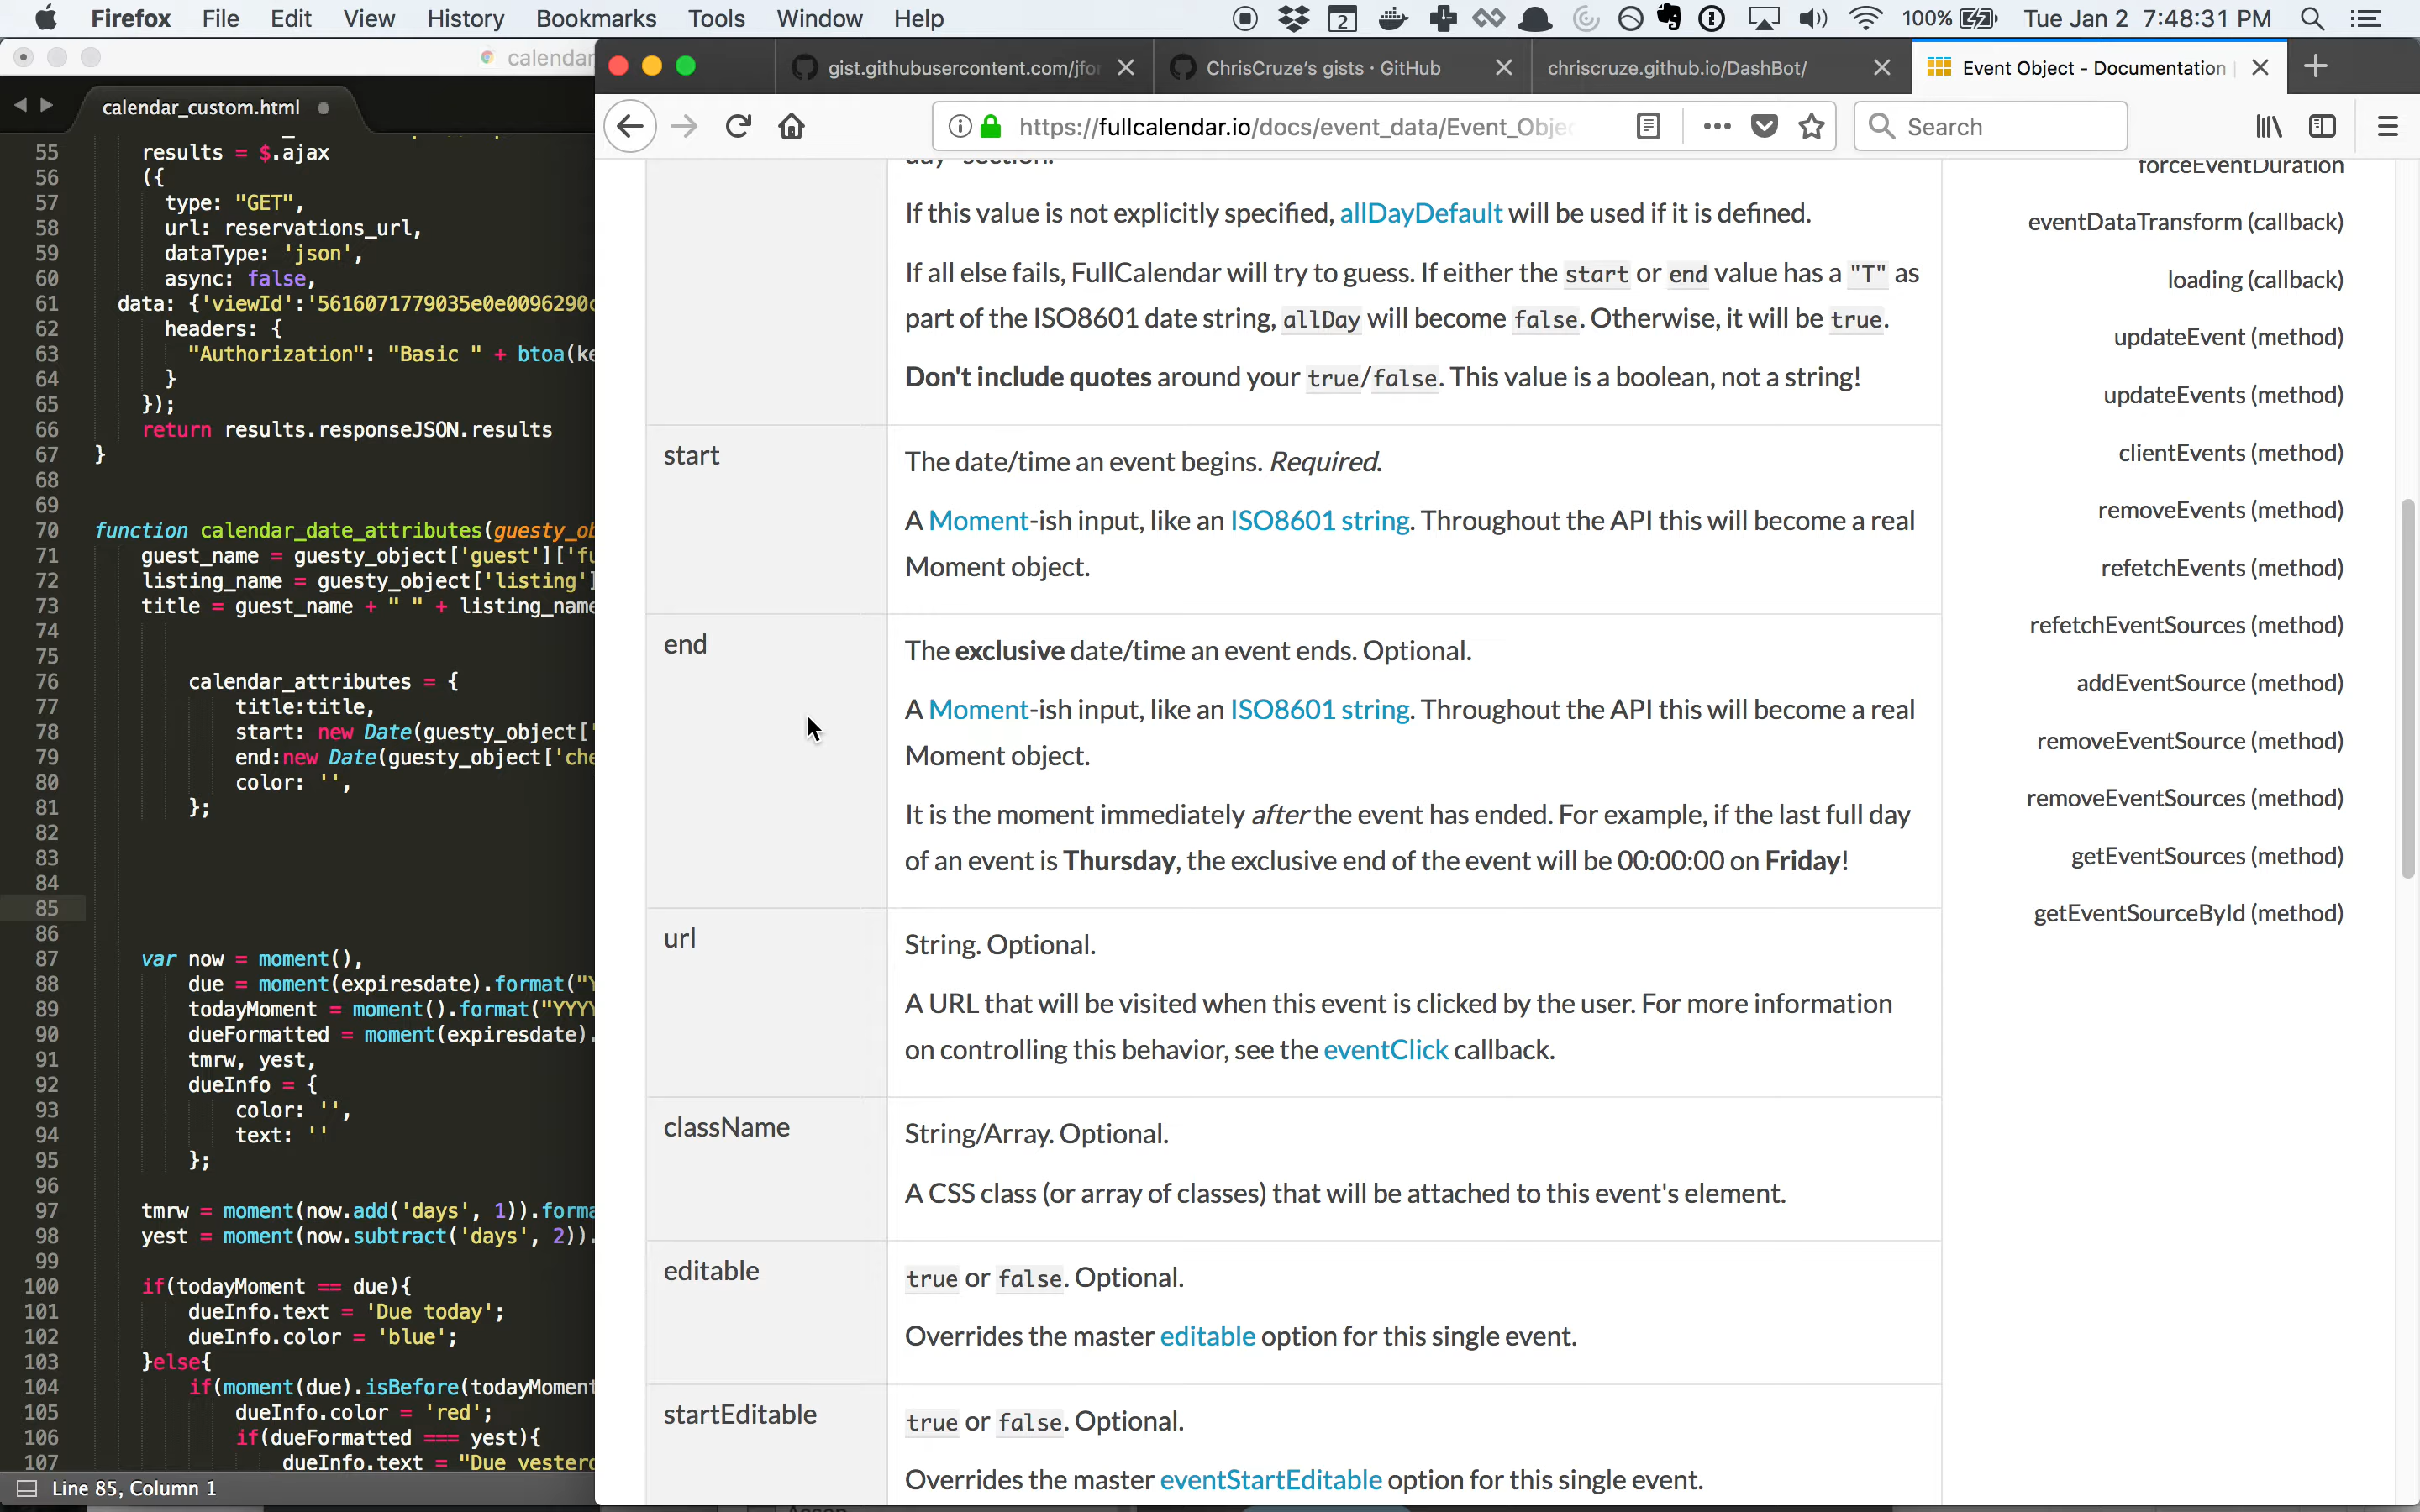 Firefox File Edit View History Bookmarks Tools Window Help 2 100% Tue Jan 2 7:48:31 PM
calendar
gist.githubusercontent.com/jfor
ChrisCruze's gists · GitHub
chriscruze.github.io/DashBot/
Event Object - Documentation
https://fullcalendar.io/docs/event_data/Event_Objec
Search
calendar_custom.html
55 results = $.ajax
56 ({
57 type: "GET",
58 url: reservations_url,
59 dataType: 'json',
60 async: false,
61 data: {'viewId':'5616071779035e0e0096290c
62 headers: {
63 "Authorization": "Basic " + btoa(ke
64 }
65 });
66 return results.responseJSON.results
67 }
68
69
70 function calendar_date_attributes(guesty_ob
71 guest_name = guesty_object['guest']['fu
72 listing_name = guesty_object['listing']
73 title = guest_name + " " + listing_name
74
75
76 calendar_attributes = {
77 title:title,
78 start: new Date(guesty_object['
79 end:new Date(guesty_object['che
80 color: '',
81 };
82
83
84
85
86
87 var now = moment(),
88 due = moment(expiresdate).format("Y
89 todayMoment = moment().format("YYYY
90 dueFormatted = moment(expiresdate).
91 tmrw, yest,
92 dueInfo = {
93 color: '',
94 text: ''
95 };
96
97 tmrw = moment(now.add('days', 1)).forma
98 yest = moment(now.subtract('days', 2)).
99
100 if(todayMoment == due){
101 dueInfo.text = 'Due today';
102 dueInfo.color = 'blue';
103 }else{
104 if(moment(due).isBefore(todayMoment
105 dueInfo.color = 'red';
106 if(dueFormatted === yest){
107 dueInfo.text = "Due yesterd
Line 85, Column 1
day" section.
If this value is not explicitly specified, allDayDefault will be used if it is defined.
If all else fails, FullCalendar will try to guess. If either the start or end value has a "T" as
part of the ISO8601 date string, allDay will become false. Otherwise, it will be true.
Don't include quotes around your true/false. This value is a boolean, not a string!
start
The date/time an event begins. Required.
A Moment-ish input, like an ISO8601 string. Throughout the API this will become a real
Moment object.
end
The exclusive date/time an event ends. Optional.
A Moment-ish input, like an ISO8601 string. Throughout the API this will become a real
Moment object.
It is the moment immediately after the event has ended. For example, if the last full day
of an event is Thursday, the exclusive end of the event will be 00:00:00 on Friday!
url
String. Optional.
A URL that will be visited when this event is clicked by the user. For more information
on controlling this behavior, see the eventClick callback.
className
String/Array. Optional.
A CSS class (or array of classes) that will be attached to this event's element.
editable
true or false. Optional.
Overrides the master editable option for this single event.
startEditable
true or false. Optional.
Overrides the master eventStartEditable option for this single event.
forceEventDuration
eventDataTransform (callback)
loading (callback)
updateEvent (method)
updateEvents (method)
clientEvents (method)
removeEvents (method)
refetchEvents (method)
refetchEventSources (method)
addEventSource (method)
removeEventSource (method)
removeEventSources (method)
getEventSources (method)
getEventSourceById (method)